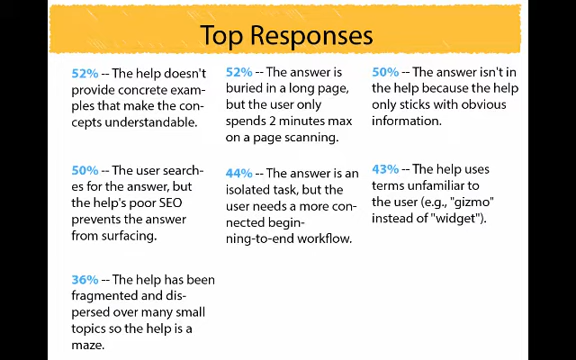 Top Responses
52% -- The help doesn't
provide concrete exam-
ples that make the con-
cepts understandable.
52% -- The answer is
buried in a long page,
but the user only
spends 2 minutes max
on a page scanning.
50% -- The answer isn't in
the help because the help
only sticks with obvious
information.
50% -- The user search-
es for the answer, but
the help's poor SEO
prevents the answer
from surfacing.
44% -- The answer is an
isolated task, but the
user needs a more con-
nected begin-
ning-to-end workflow.
43% -- The help uses
terms unfamiliar to
the user (e.g., "gizmo"
instead of "widget").
36% -- The help has been
fragmented and dis-
persed over many small
topics so the help is a
maze.